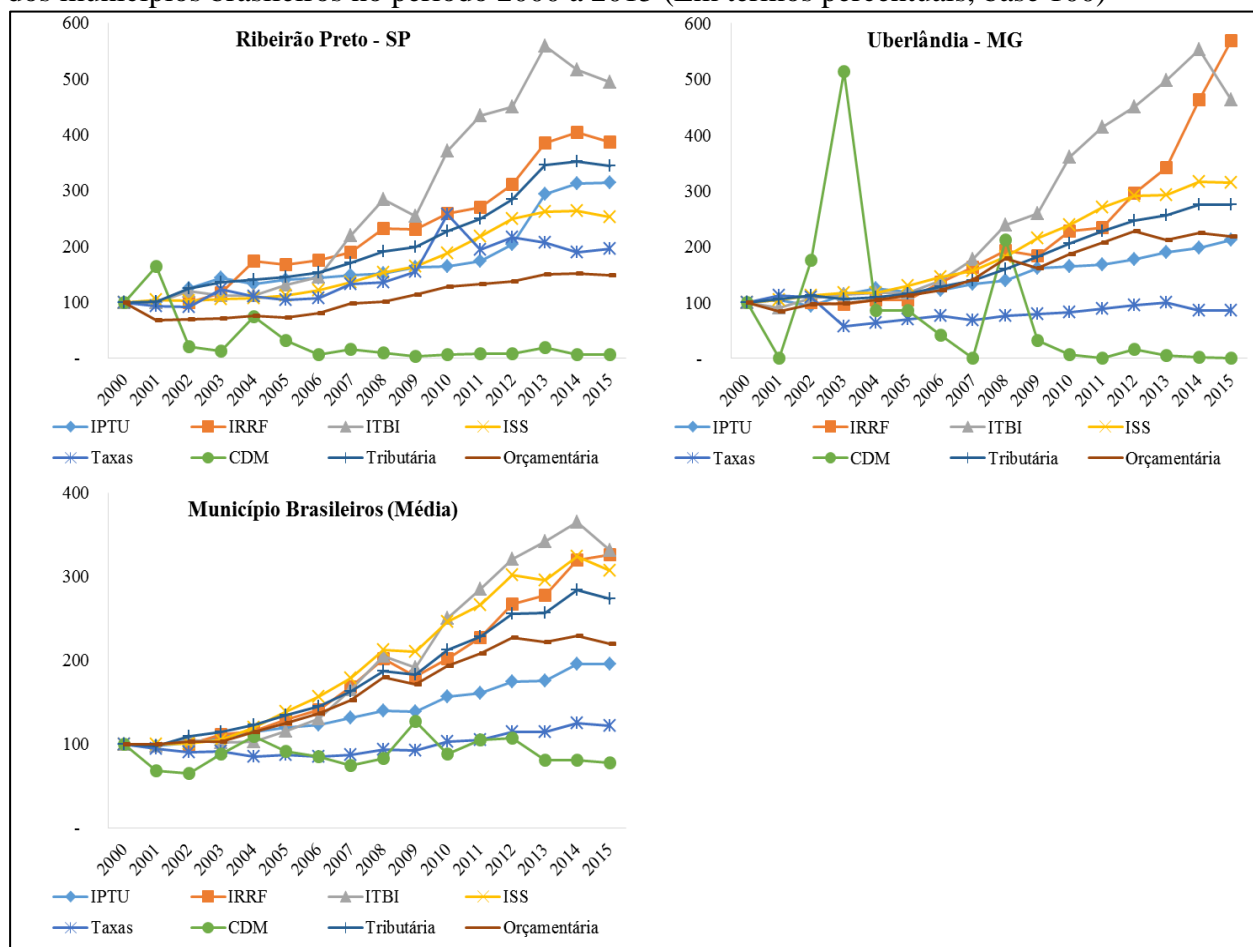 dos municípios brasileiros no período 2000 a 2015 (Em termos percentuais, base 100)
Ribeirão Preto - SP
600
500
400
300
200
100
-
2000 2001 2002 2003 2004 2005 2006 2007 2008 2009 2010 2011 2012 2013 2014 2015
IPTU IRRF ITBI ISS
Taxas CDM Tributária Orçamentária
Uberlândia - MG
600
500
400
300
200
100
-
2000 2001 2002 2003 2004 2005 2006 2007 2008 2009 2010 2011 2012 2013 2014 2015
IPTU IRRF ITBI ISS
Taxas CDM Tributária Orçamentária
Município Brasileiros (Média)
400
300
200
100
-
2000 2001 2002 2003 2004 2005 2006 2007 2008 2009 2010 2011 2012 2013 2014 2015
IPTU IRRF ITBI ISS
Taxas CDM Tributária Orçamentária